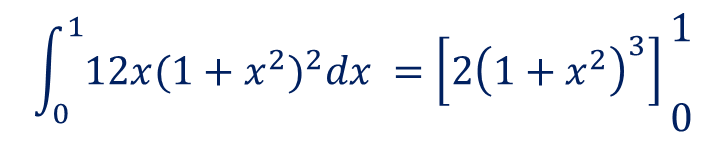 ∫₀¹ 12x(1 + x²)² dx = [2(1 + x²)³]₀¹